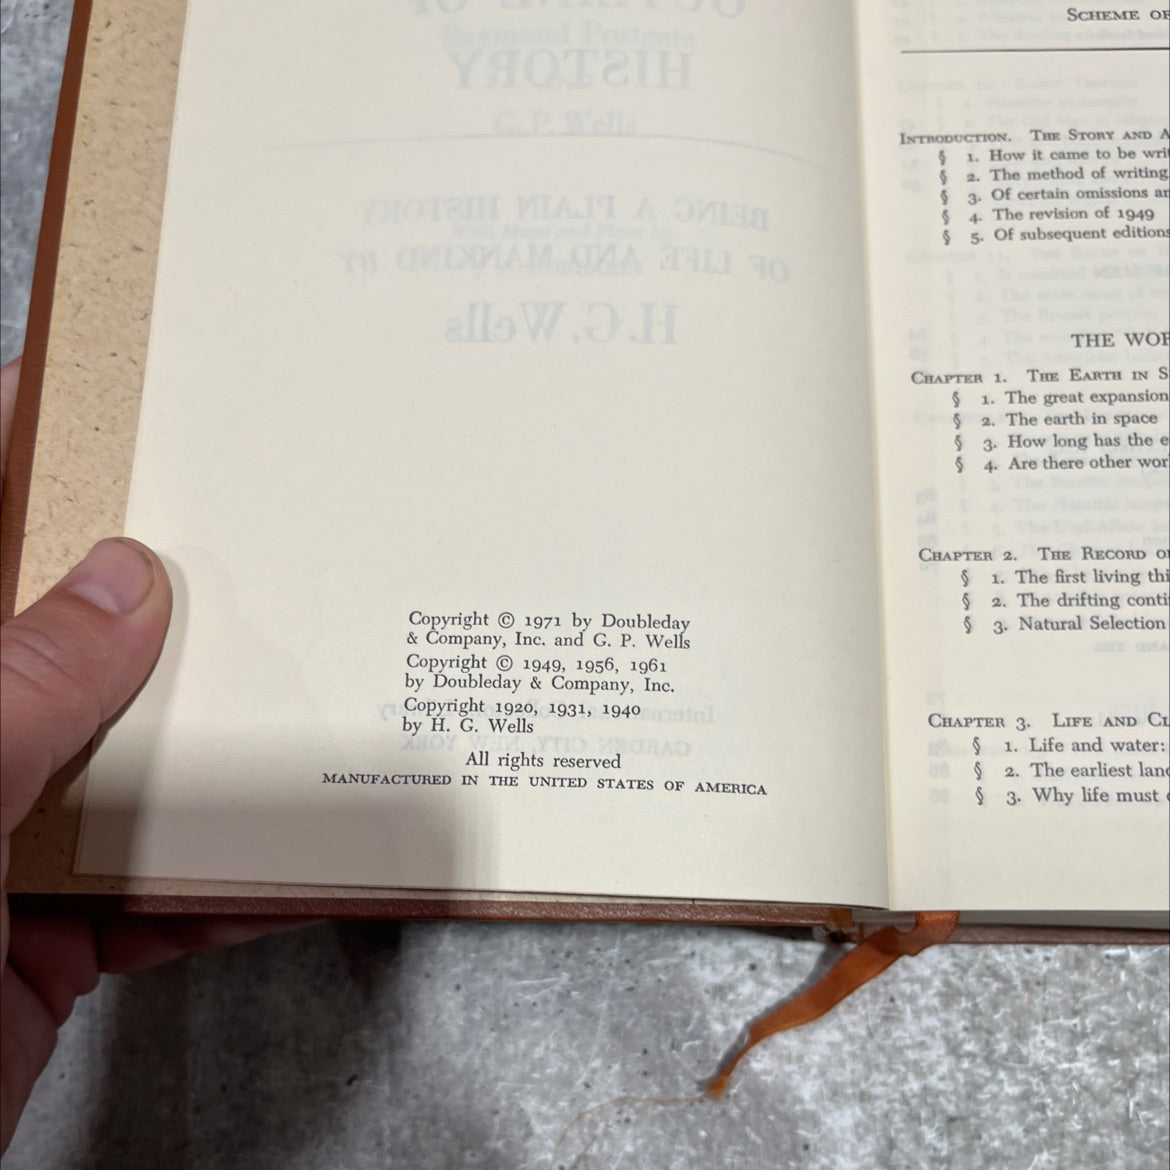 Copyright © 1971 by Doubleday
& Company, Inc. and G. P. Wells
Copyright © 1949, 1956, 1961
by Doubleday & Company, Inc.
Copyright 1920, 1931, 1940
by H. G. Wells
All rights reserved
MANUFACTURED IN THE UNITED STATES OF AMERICA
SCHEME OF
INTRODUCTION. THE STORY AND A
§ 1. How it came to be wri
§ 2. The method of writing
§ 3. Of certain omissions an
§ 4. The revision of 1949
§ 5. Of subsequent editions
THE WOR
CHAPTER 1. THE EARTH IN S
§ 1. The great expansion
§ 2. The earth in space
§ 3. How long has the e
§ 4. Are there other wor
CHAPTER 2. THE RECORD O
§ 1. The first living thi
§ 2. The drifting conti
§ 3. Natural Selection
CHAPTER 3. LIFE AND CL
§ 1. Life and water:
§ 2. The earliest land
§ 3. Why life must